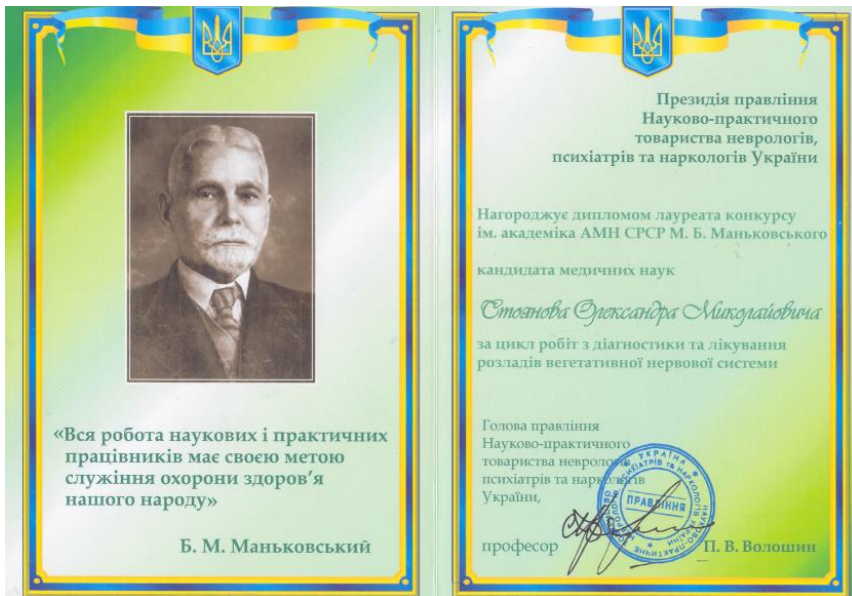 «Вся робота наукових і практичних
працівників має своєю метою
служіння охорони здоров’я
нашого народу»
Б. М. Маньковський
Президія правління
Науково-практичного
товариства неврологів,
психіатрів та наркологів України
Нагороджує дипломом лауреата конкурсу
ім. академіка АМН СРСР М. Б. Маньковського
кандидата медичних наук
Стоянова Олександра Миколайовича
за цикл робіт з діагностики та лікування
розладів вегетативної нервової системи
Голова правління
Науково-практичного
товариства неврологів,
психіатрів та наркологів
України,
професор П. В. Волошин
УКРАЇНА
ПРАВЛІННЯ